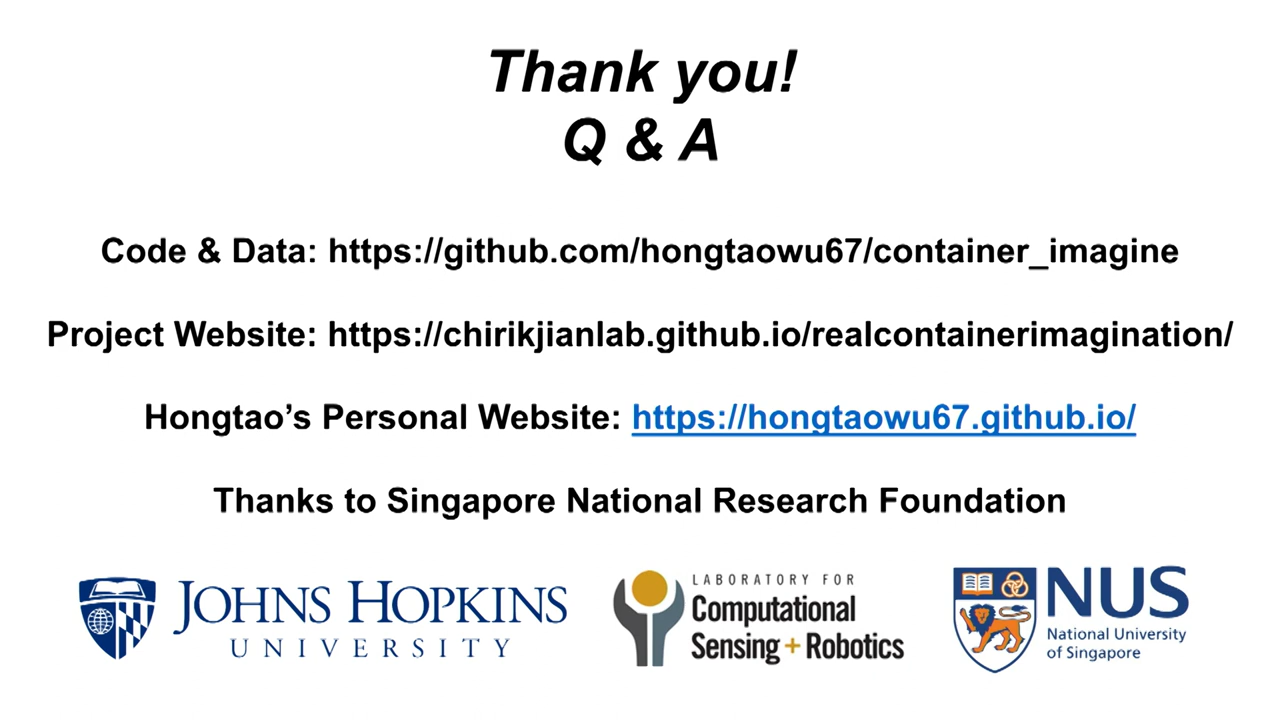 Thank you!
Q & A
Code & Data: https://github.com/hongtaowu67/container_imagine
Project Website: https://chirikjianlab.github.io/realcontainerimagination/
Hongtao’s Personal Website: https://hongtaowu67.github.io/
Thanks to Singapore National Research Foundation
JOHNS HOPKINS
UNIVERSITY
LABORATORY FOR
Computational
Sensing + Robotics
NUS
National University
of Singapore